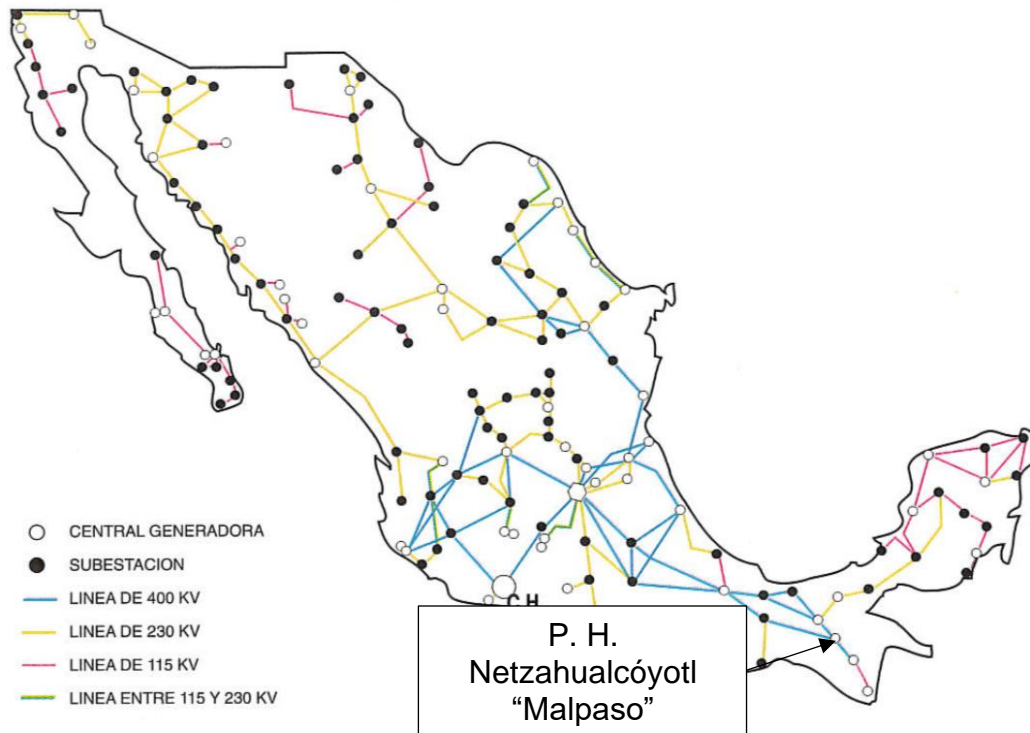 CENTRAL GENERADORA
SUBESTACION
LINEA DE 400 KV
LINEA DE 230 KV
LINEA DE 115 KV
LINEA ENTRE 115 Y 230 KV
C.H.
P. H.
Netzahualcóyotl
“Malpaso”